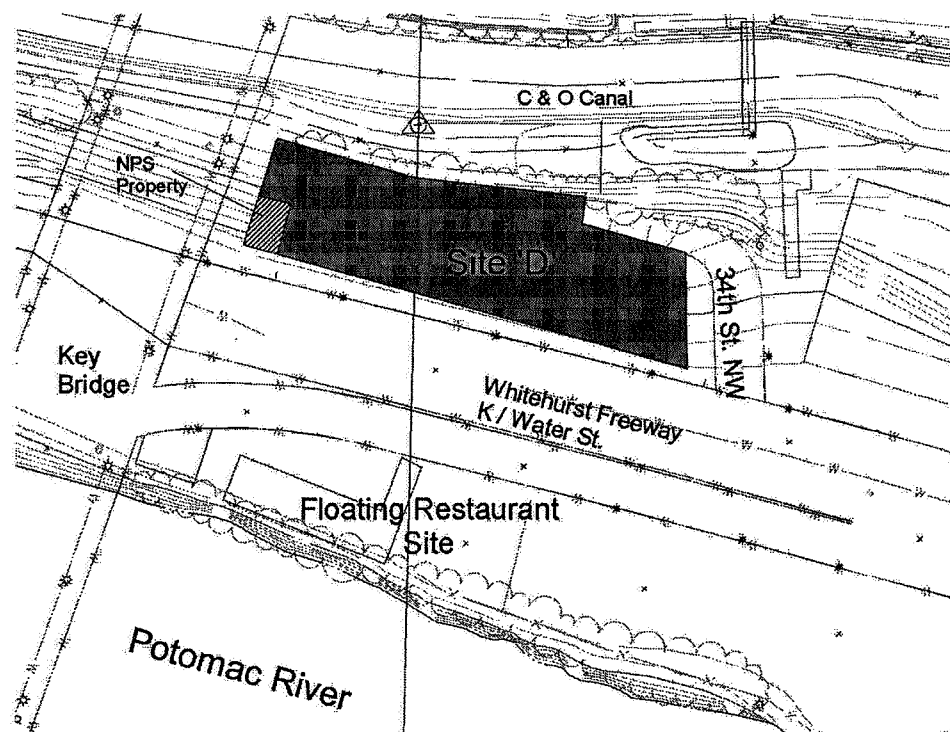 C & O Canal
NPS
Property
Site 'D'
34th St. NW
Key
Bridge
Whitehurst Freeway
K / Water St.
Floating Restaurant
Site
Potomac River